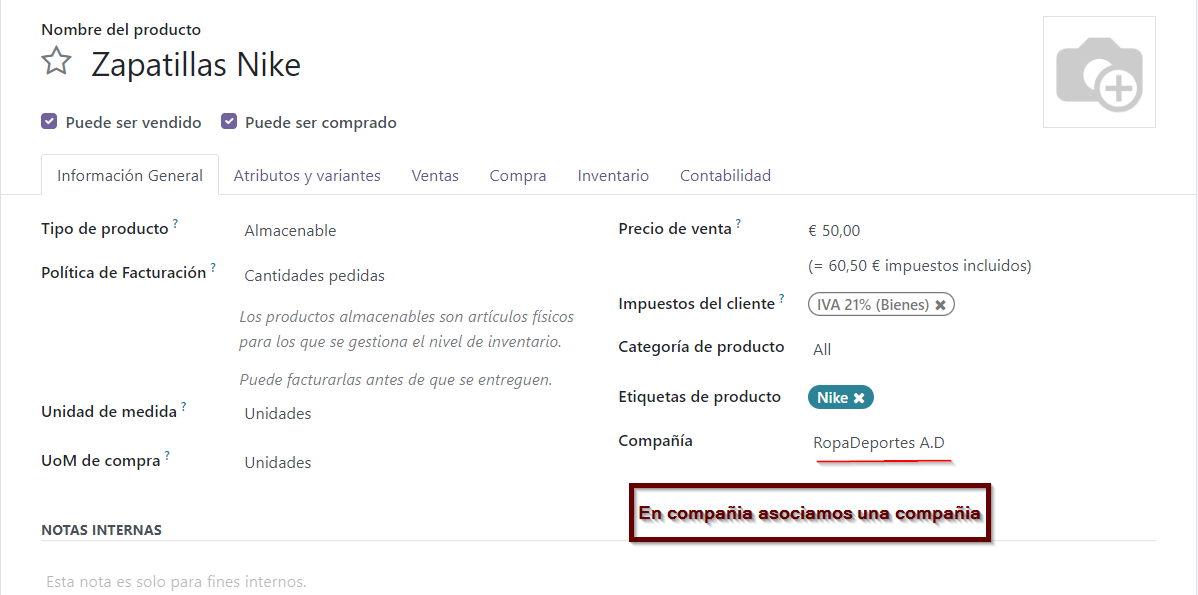 Nombre del producto
Zapatillas Nike
Puede ser vendido Puede ser comprado
Información General Atributos y variantes Ventas Compra Inventario Contabilidad
Tipo de producto ? Almacenable
Política de Facturación ? Cantidades pedidas
Los productos almacenables son artículos físicos
para los que se gestiona el nivel de inventario.
Puede facturarlas antes de que se entreguen.
Unidad de medida ? Unidades
UoM de compra ? Unidades
Precio de venta ? € 50,00
(= 60,50 € impuestos incluidos)
Impuestos del cliente ? IVA 21% (Bienes) ✖
Categoría de producto All
Etiquetas de producto Nike ✖
Compañía RopaDeportes A.D
En compañia asociamos una compañia
NOTAS INTERNAS
Esta nota es solo para fines internos.